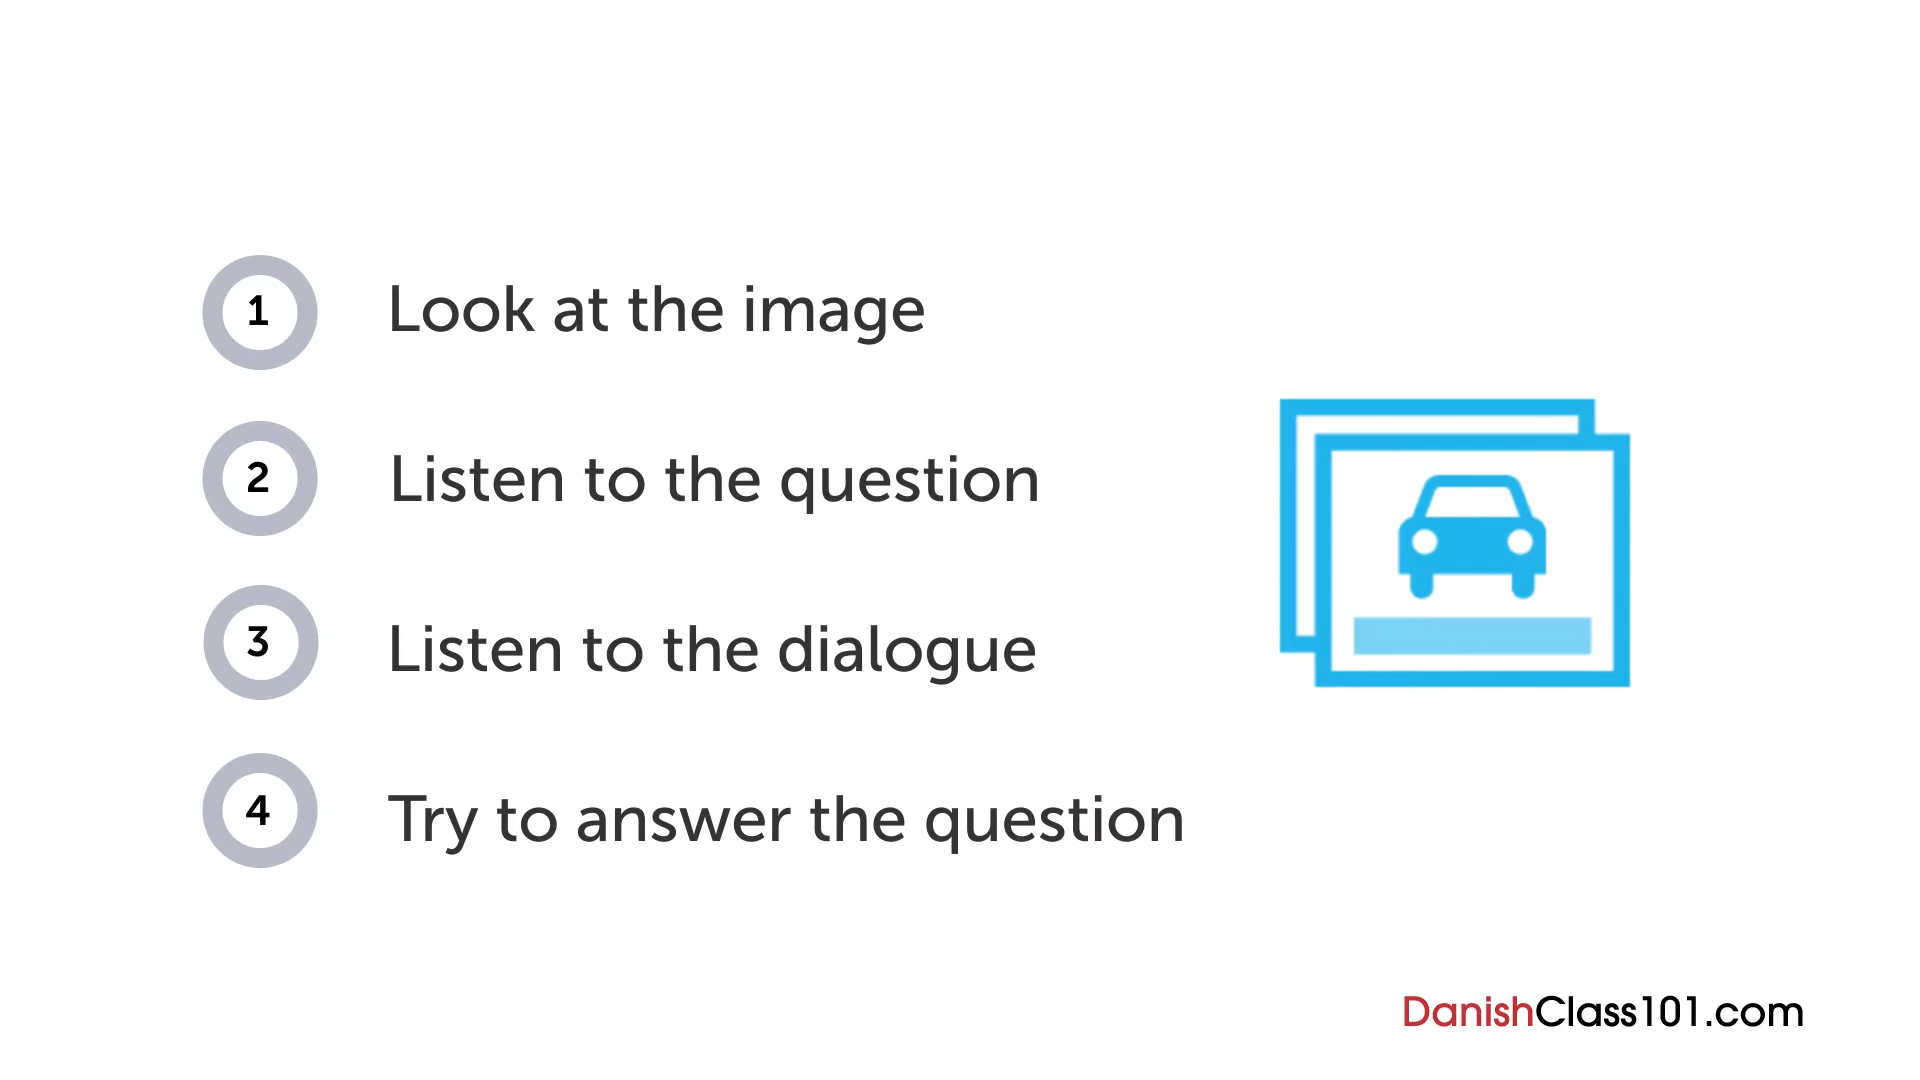 1 Look at the image
2 Listen to the question
3 Listen to the dialogue
4 Try to answer the question
DanishClass101.com